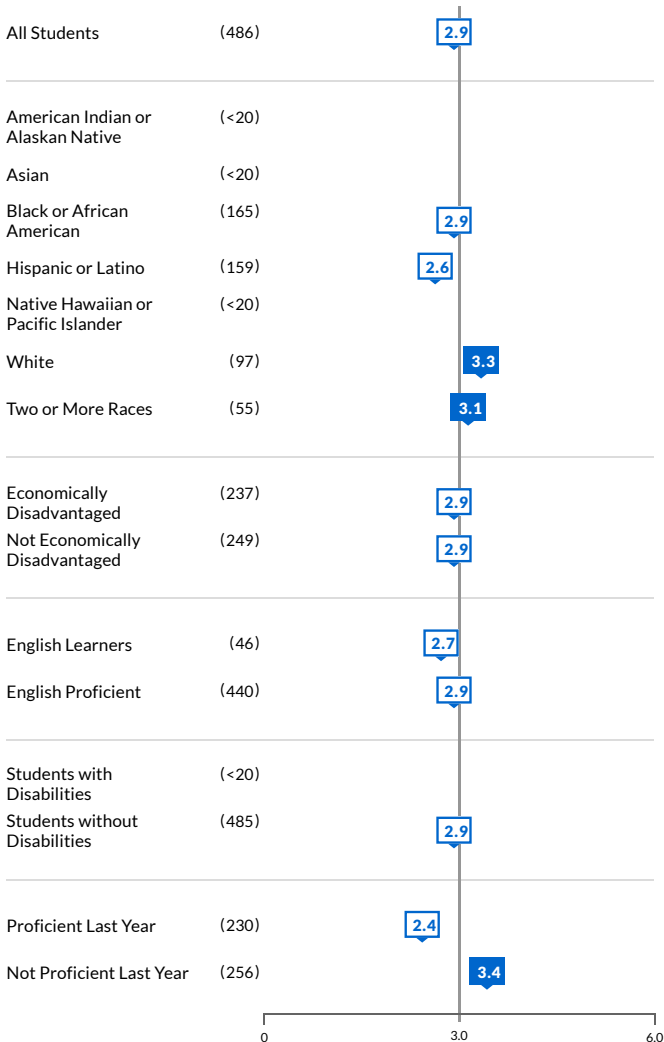 All Students (486) 2.9
American Indian or (<20)
Alaskan Native
Asian (<20)
Black or African (165) 2.9
American
Hispanic or Latino (159) 2.6
Native Hawaiian or (<20)
Pacific Islander
White (97) 3.3
Two or More Races (55) 3.1
Economically (237) 2.9
Disadvantaged
Not Economically (249) 2.9
Disadvantaged
English Learners (46) 2.7
English Proficient (440) 2.9
Students with (<20)
Disabilities
Students without (485) 2.9
Disabilities
Proficient Last Year (230) 2.4
Not Proficient Last Year (256) 3.4
0 3.0 6.0